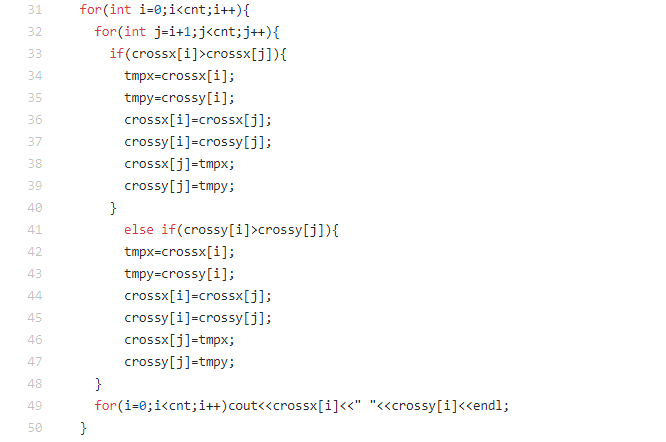 31 for(int i=0;i<cnt;i++){
32 for(int j=i+1;j<cnt;j++){
33 if(crossx[i]>crossx[j]){
34 tmpx=crossx[i];
35 tmpy=crossy[i];
36 crossx[i]=crossx[j];
37 crossy[i]=crossy[j];
38 crossx[j]=tmpx;
39 crossy[j]=tmpy;
40 }
41 else if(crossy[i]>crossy[j]){
42 tmpx=crossx[i];
43 tmpy=crossy[i];
44 crossx[i]=crossx[j];
45 crossy[i]=crossy[j];
46 crossx[j]=tmpx;
47 crossy[j]=tmpy;
48 }
49 for(i=0;i<cnt;i++)cout<<crossx[i]<<" "<<crossy[i]<<endl;
50 }